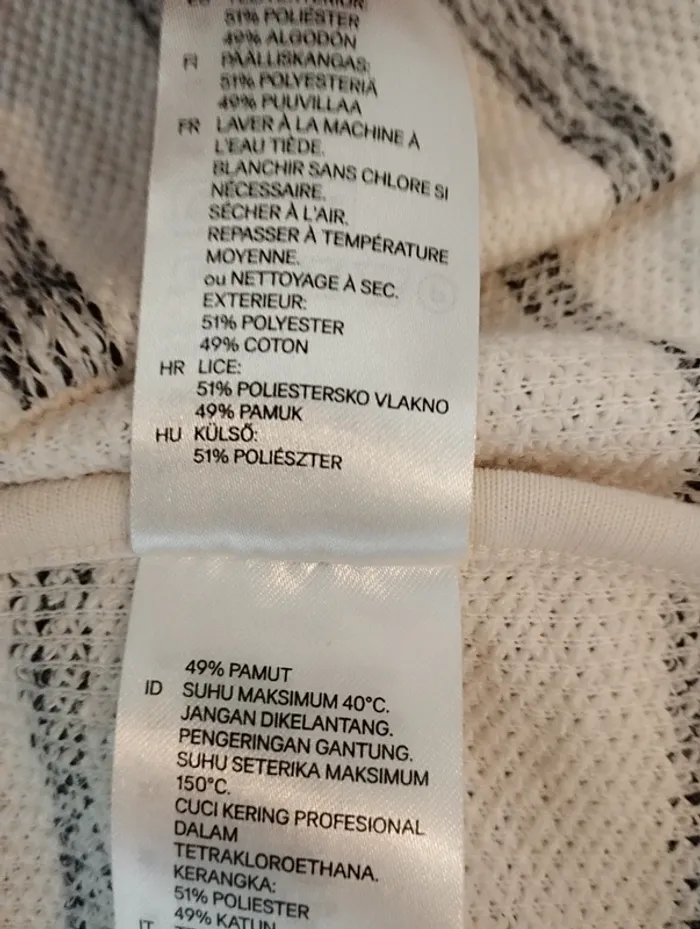 51% POLIÉSTER
49% ALGODÓN
FI PÄÄLLISKANGAS:
51% POLYESTERIÄ
49% PUUVILLAA
FR LAVER À LA MACHINE À
L'EAU TIÈDE.
BLANCHIR SANS CHLORE SI
NÉCESSAIRE.
SÉCHER À L'AIR.
REPASSER À TEMPÉRATURE
MOYENNE.
ou NETTOYAGE À SEC.
EXTERIEUR:
51% POLYESTER
49% COTON
HR LICE:
51% POLIESTERSKO VLAKNO
49% PAMUK
HU KÜLSŐ:
51% POLIÉSZTER
49% PAMUT
ID SUHU MAKSIMUM 40°C.
JANGAN DIKELANTANG.
PENGERINGAN GANTUNG.
SUHU SETERIKA MAKSIMUM
150°C.
CUCI KERING PROFESIONAL
DALAM
TETRAKLOROETHANA.
KERANGKA:
51% POLIESTER
49% KATUN
IT